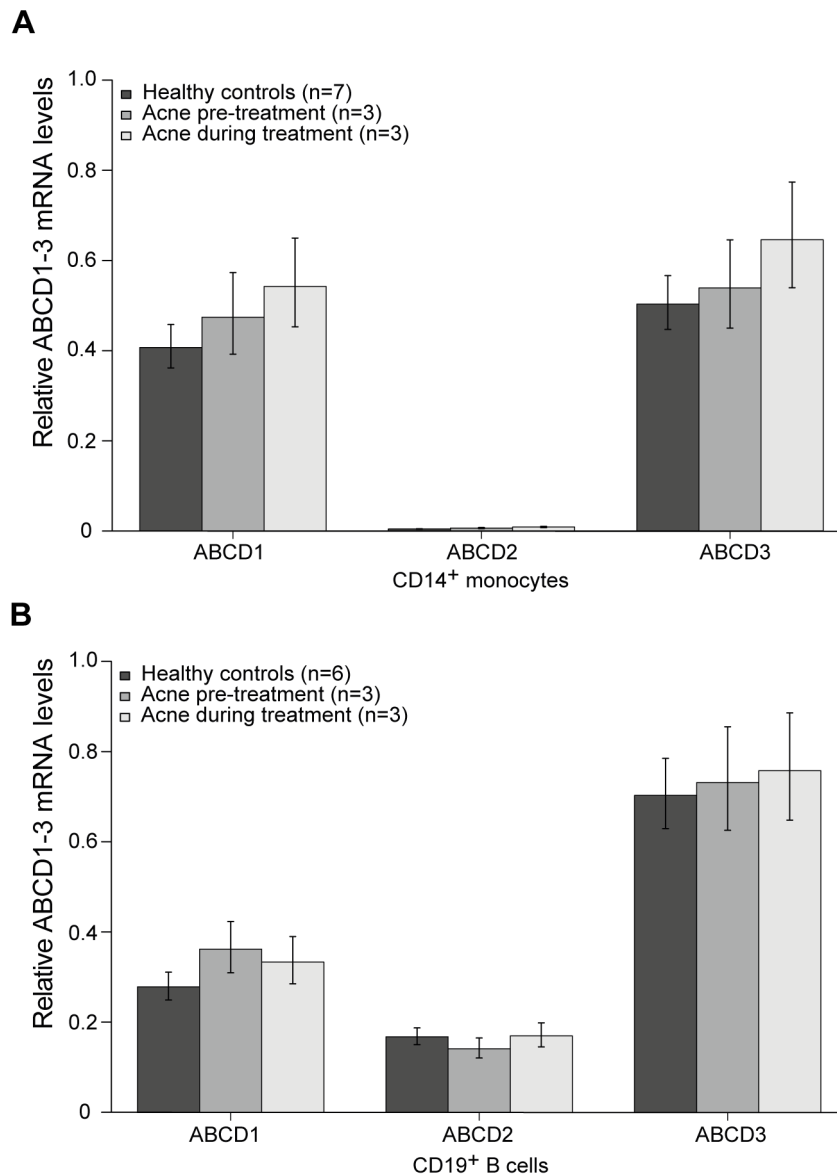 A
Relative ABCD1-3 mRNA levels
1.0
0.8
0.6
0.4
0.2
0
Healthy controls (n=7)
Acne pre-treatment (n=3)
Acne during treatment (n=3)
ABCD1 ABCD2 ABCD3
CD14⁺ monocytes
B
Relative ABCD1-3 mRNA levels
1.0
0.8
0.6
0.4
0.2
0
Healthy controls (n=6)
Acne pre-treatment (n=3)
Acne during treatment (n=3)
ABCD1 ABCD2 ABCD3
CD19⁺ B cells